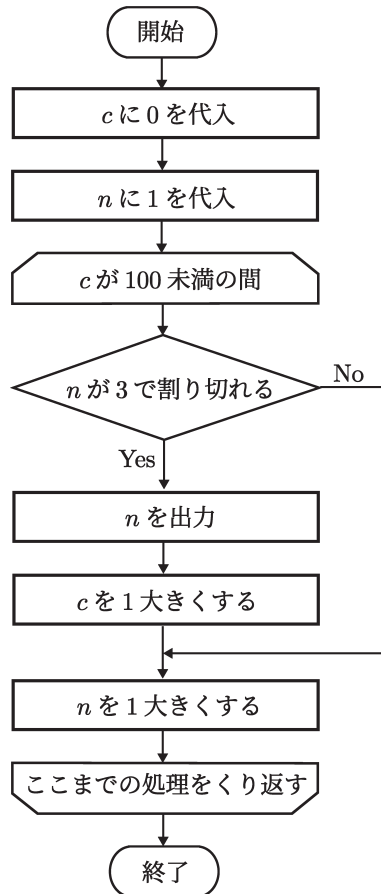 開始
cに0を代入
nに1を代入
cが100未満の間
nが3で割り切れる
No
Yes
nを出力
cを1大きくする
nを1大きくする
ここまでの処理をくり返す
終了